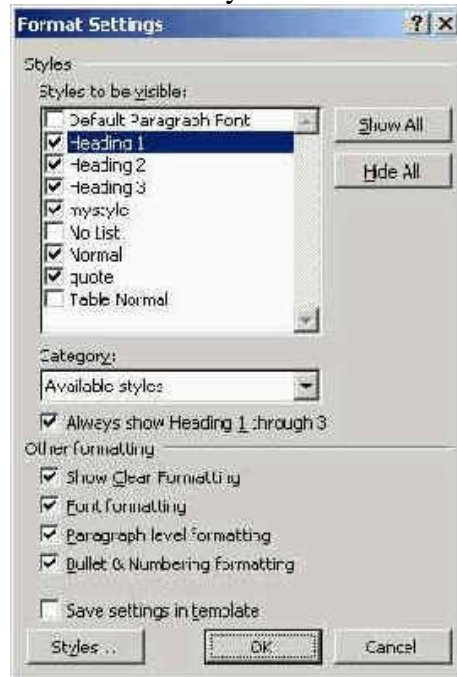 Format Settings
Styles
Styles to be visible:
Show All
Hide All
Default Paragraph Font
Heading 1
Heading 2
Heading 3
mystyle
No List
Normal
quote
Table Normal
Category:
Available styles
Always show Heading 1 through 3
Other formatting
Show Clear Formatting
Font formatting
Paragraph level formatting
Bullet & Numbering formatting
Save settings in template
Styles ...
OK
Cancel